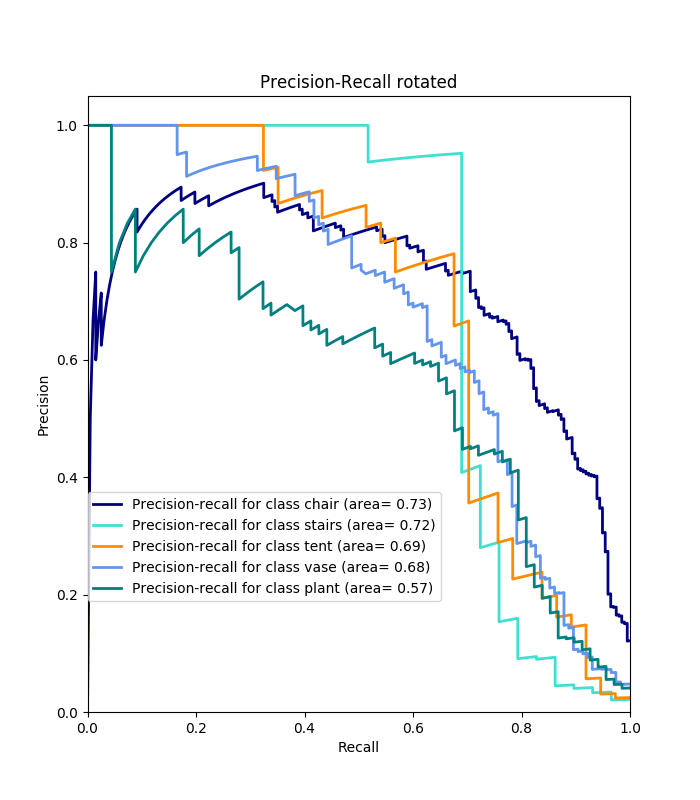 Precision-Recall rotated
1.0
0.8
0.6
0.4
0.2
0.0
Precision
Precision-recall for class chair (area= 0.73)
Precision-recall for class stairs (area= 0.72)
Precision-recall for class tent (area= 0.69)
Precision-recall for class vase (area= 0.68)
Precision-recall for class plant (area= 0.57)
0.0 0.2 0.4 0.6 0.8 1.0
Recall